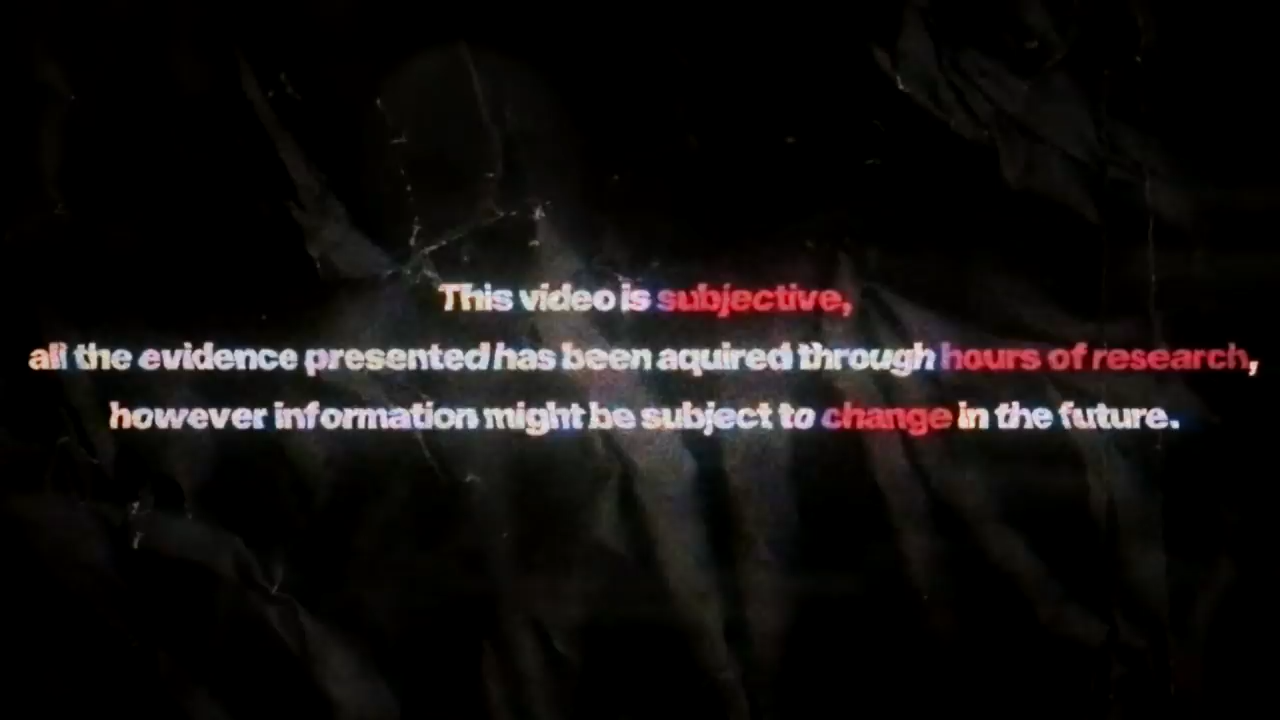 This video is subjective,
all the evidence presented has been aquired through hours of research,
however information might be subject to change in the future.